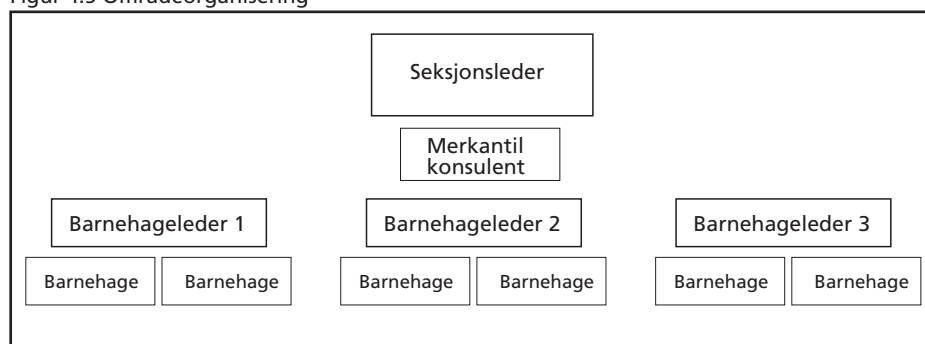 Figur 4.3 Områdeorganisering
Seksjonsleder
Merkantil
konsulent
Barnehageleder 1
Barnehageleder 2
Barnehageleder 3
Barnehage
Barnehage
Barnehage
Barnehage
Barnehage
Barnehage